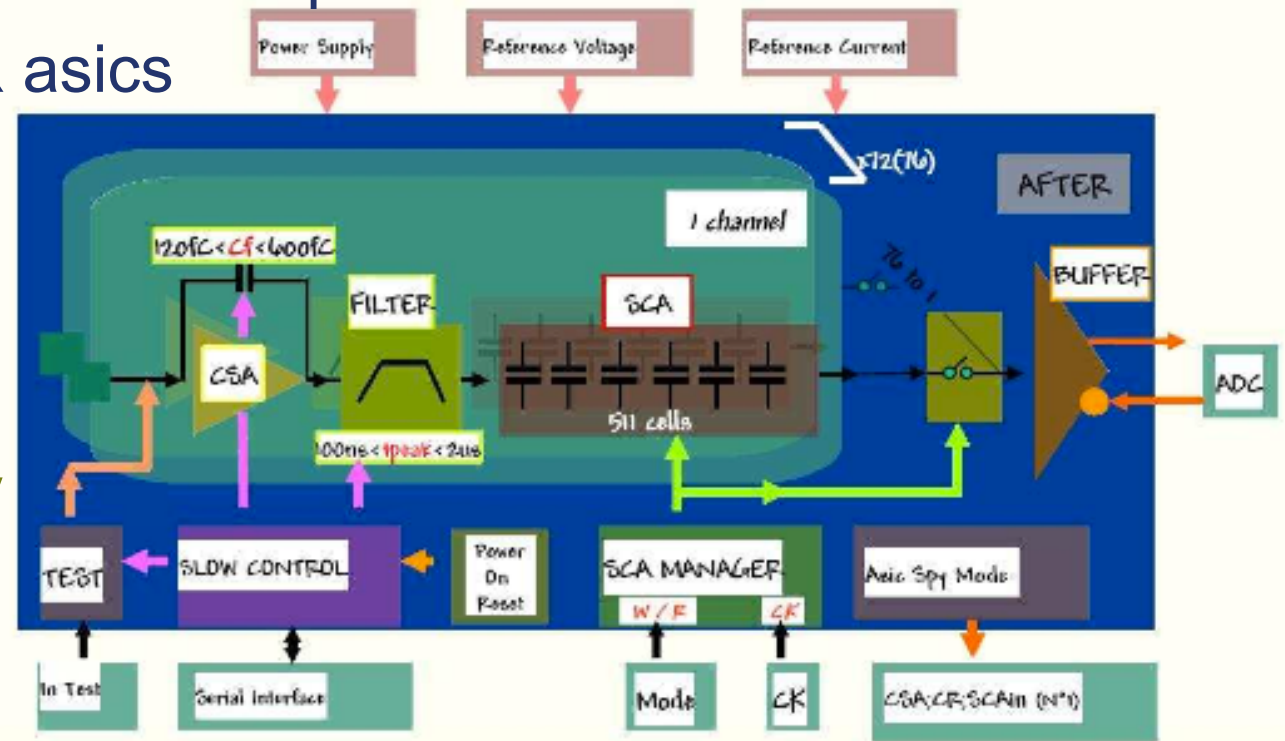 asics
Power Supply
Reference Voltage
Reference Current
x72(76)
AFTER
1 channel
120fC<Cf<600fC
76 to 1
BUFFER
FILTER
SCA
CSA
ADC
511 cells
100ns<tpeak<2us
TEST
SLOW CONTROL
Power
On
Reset
SCA MANAGER
W / R
CK
Asic Spy Mode
In Test
Serial Interface
Mode
CK
CSA;CR;SCAin (N°1)